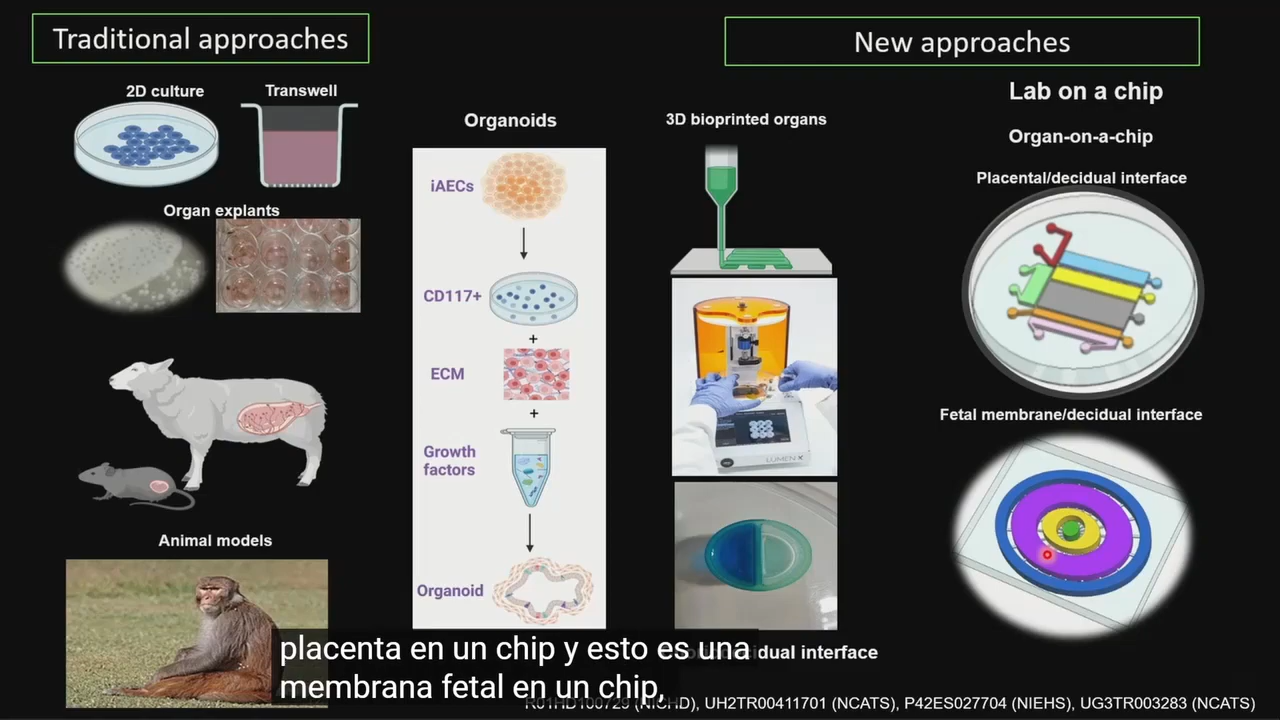 Traditional approaches
New approaches
2D culture
Transwell
Organ explants
Animal models
Organoids
iAECs
CD117+
+
ECM
+
Growth
factors
Organoid
3D bioprinted organs
LUMEN X
dual interface
Lab on a chip
Organ-on-a-chip
Placental/decidual interface
Fetal membrane/decidual interface
placenta en un chip y esto es una
membrana fetal en un chip,
R01HD100729 (NICHD), UH2TR00411701 (NCATS), P42ES027704 (NIEHS), UG3TR003283 (NCATS)